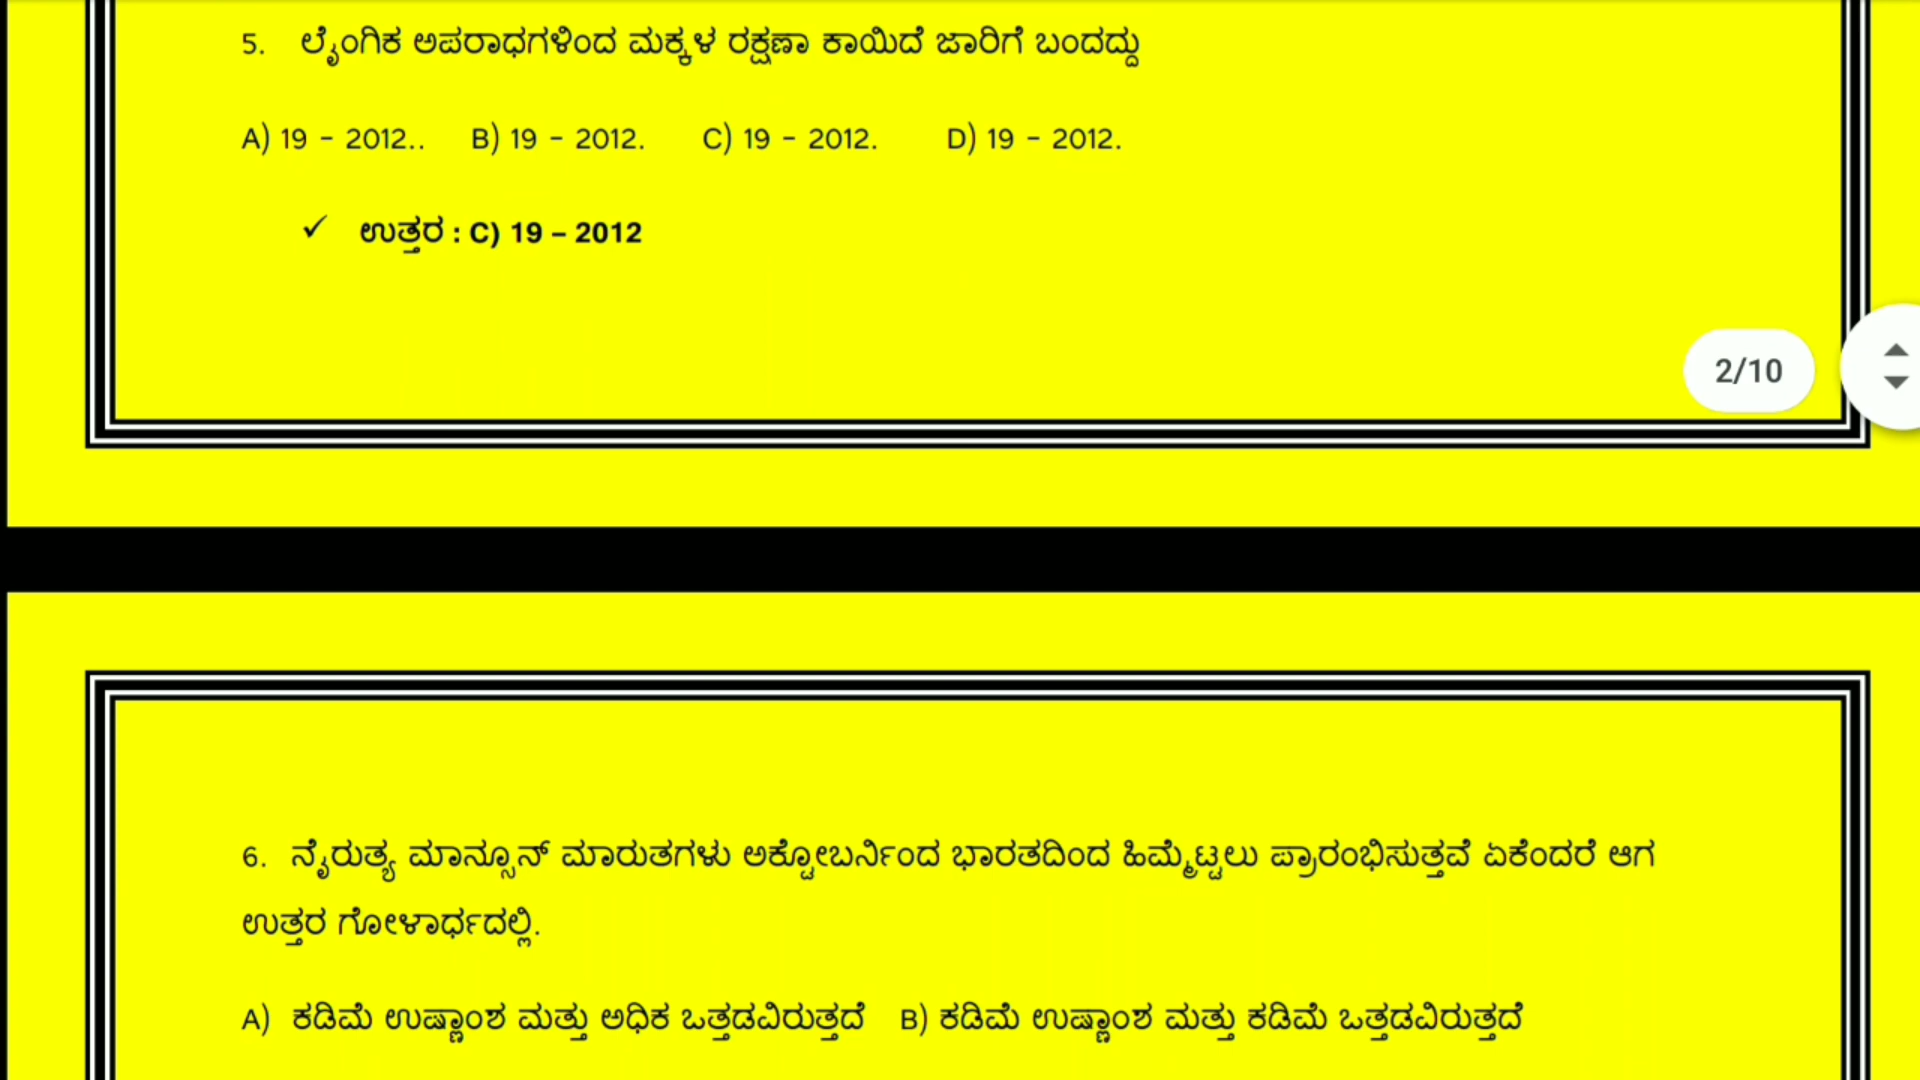 5. ಲೈಂಗಿಕ ಅಪರಾಧಗಳಿಂದ ಮಕ್ಕಳ ರಕ್ಷಣಾ ಕಾಯಿದೆ ಜಾರಿಗೆ ಬಂದದ್ದು
A) 19 - 2012.. B) 19 - 2012. C) 19 - 2012. D) 19 - 2012.
✓ ಉತ್ತರ : C) 19 – 2012
2/10
6. ನೈರುತ್ಯ ಮಾನ್ಸೂನ್ ಮಾರುತಗಳು ಅಕ್ಟೋಬರ್ನಿಂದ ಭಾರತದಿಂದ ಹಿಮ್ಮೆಟ್ಟಲು ಪ್ರಾರಂಭಿಸುತ್ತವೆ ಏಕೆಂದರೆ ಆಗ
ಉತ್ತರ ಗೋಳಾರ್ಧದಲ್ಲಿ.
A) ಕಡಿಮೆ ಉಷ್ಣಾಂಶ ಮತ್ತು ಅಧಿಕ ಒತ್ತಡವಿರುತ್ತದೆ B) ಕಡಿಮೆ ಉಷ್ಣಾಂಶ ಮತ್ತು ಕಡಿಮೆ ಒತ್ತಡವಿರುತ್ತದೆ